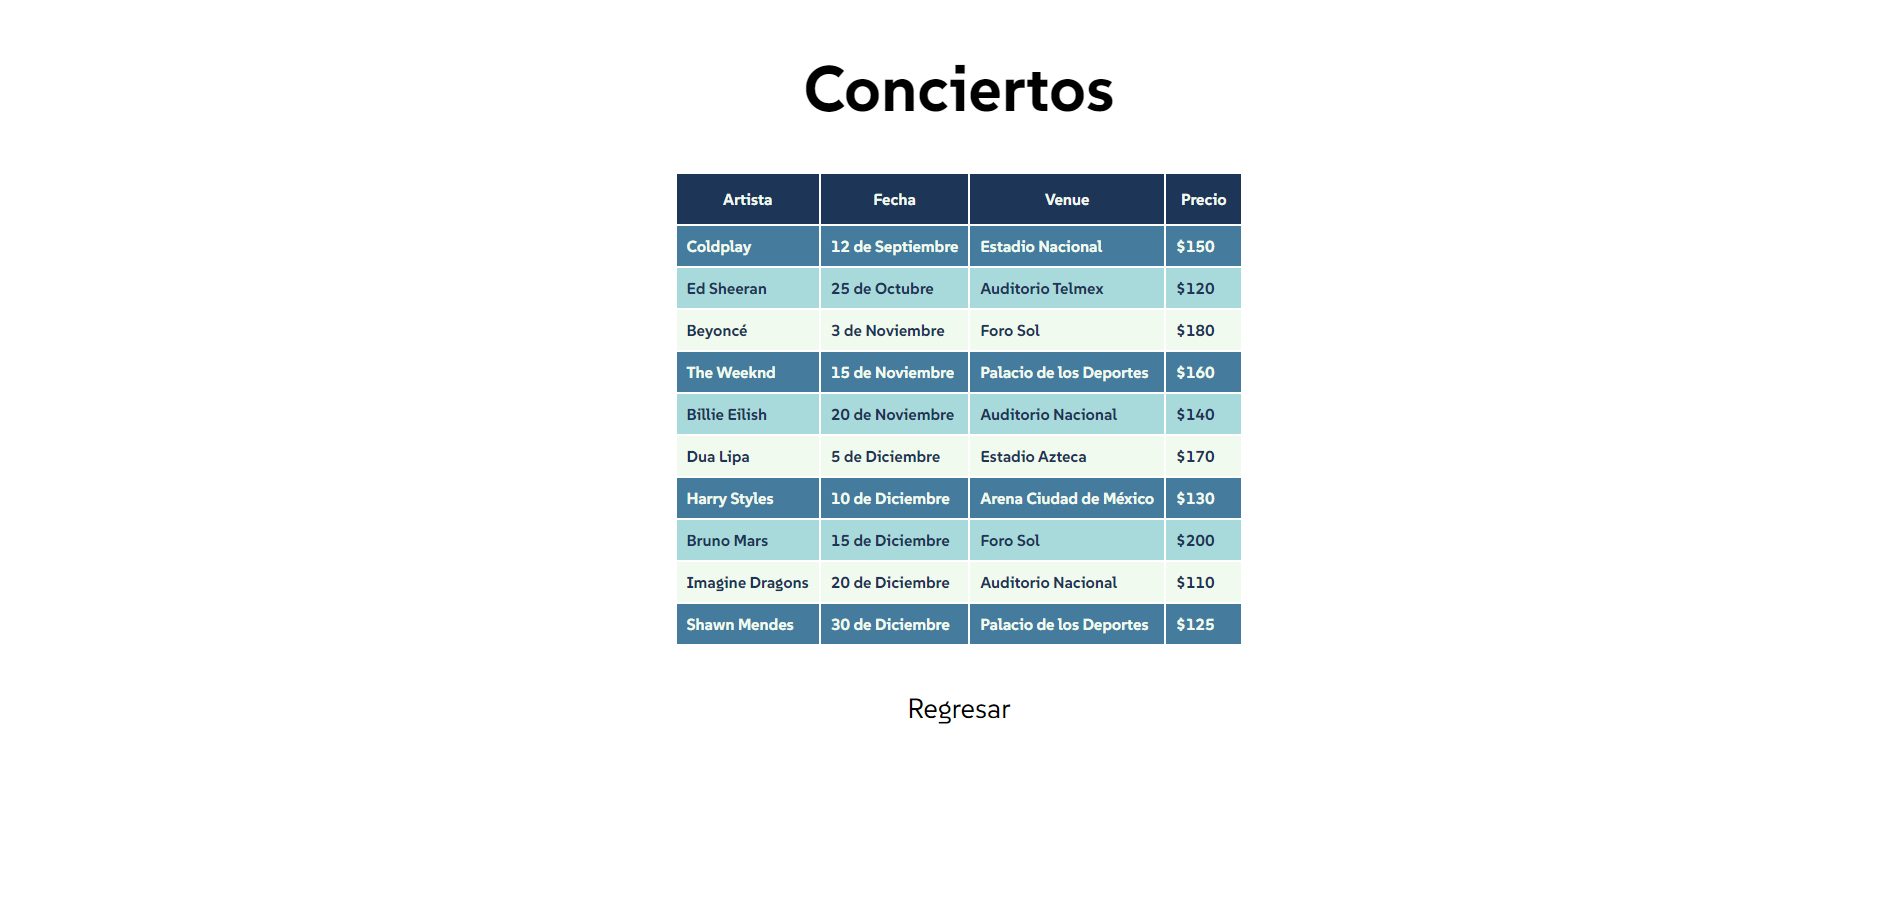 Conciertos
Artista Fecha Venue Precio
Coldplay 12 de Septiembre Estadio Nacional $150
Ed Sheeran 25 de Octubre Auditorio Telmex $120
Beyoncé 3 de Noviembre Foro Sol $180
The Weeknd 15 de Noviembre Palacio de los Deportes $160
Billie Eilish 20 de Noviembre Auditorio Nacional $140
Dua Lipa 5 de Diciembre Estadio Azteca $170
Harry Styles 10 de Diciembre Arena Ciudad de México $130
Bruno Mars 15 de Diciembre Foro Sol $200
Imagine Dragons 20 de Diciembre Auditorio Nacional $110
Shawn Mendes 30 de Diciembre Palacio de los Deportes $125
Regresar